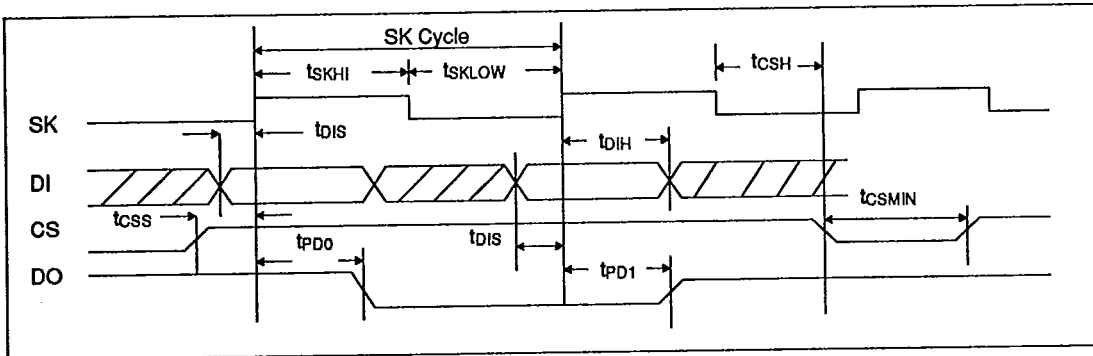 SK Cycle
tSKHI tSKLOW tCSH
SK
tDIS tDIH
DI
tCSS tCSMIN
CS
tPD0 tDIS
DO tPD1